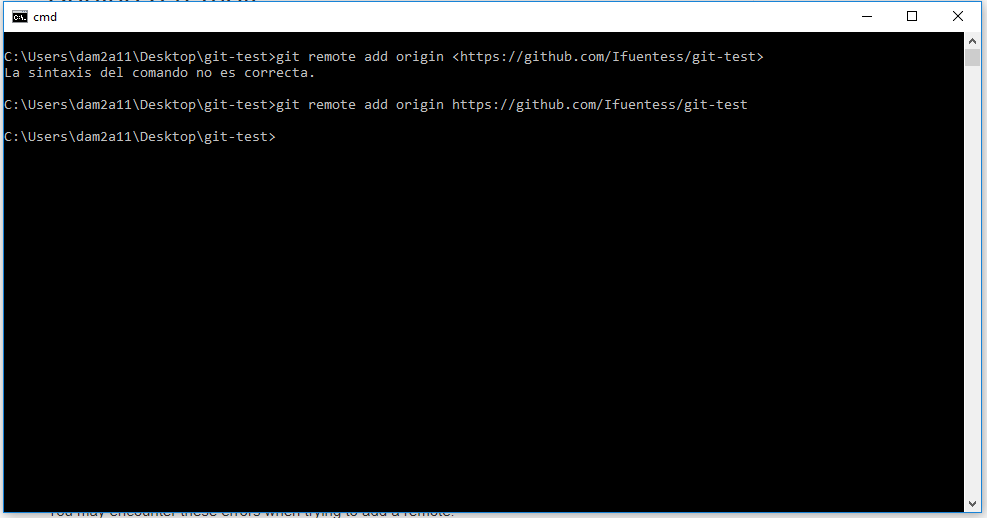 cmd
C:\Users\dam2a11\Desktop\git-test>git remote add origin <https://github.com/Ifuentess/git-test>
La sintaxis del comando no es correcta.
C:\Users\dam2a11\Desktop\git-test>git remote add origin https://github.com/Ifuentess/git-test
C:\Users\dam2a11\Desktop\git-test>
You may encounter these errors when trying to add a remote.